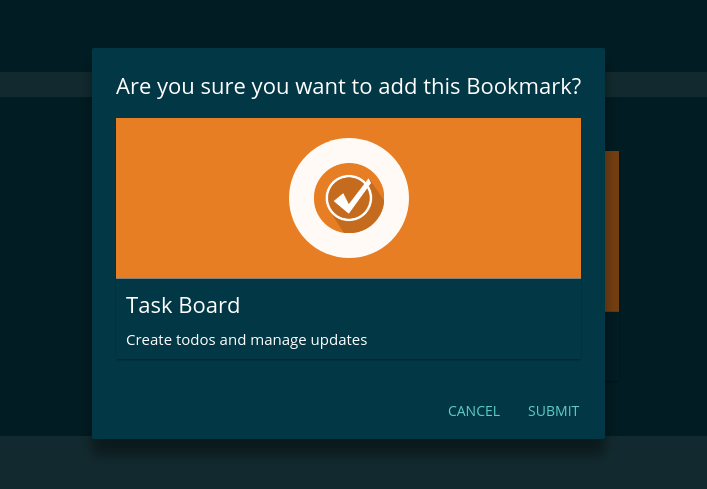 Are you sure you want to add this Bookmark?
Task Board
Create todos and manage updates
CANCEL SUBMIT